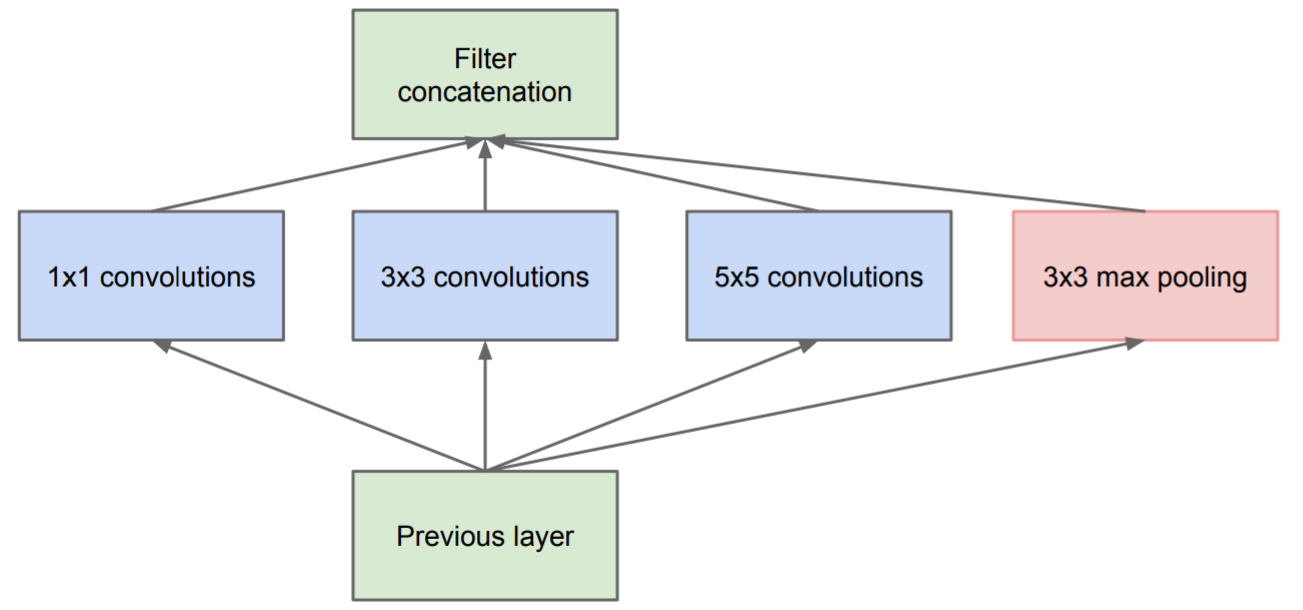 Filter
concatenation
1x1 convolutions
3x3 convolutions
5x5 convolutions
3x3 max pooling
Previous layer